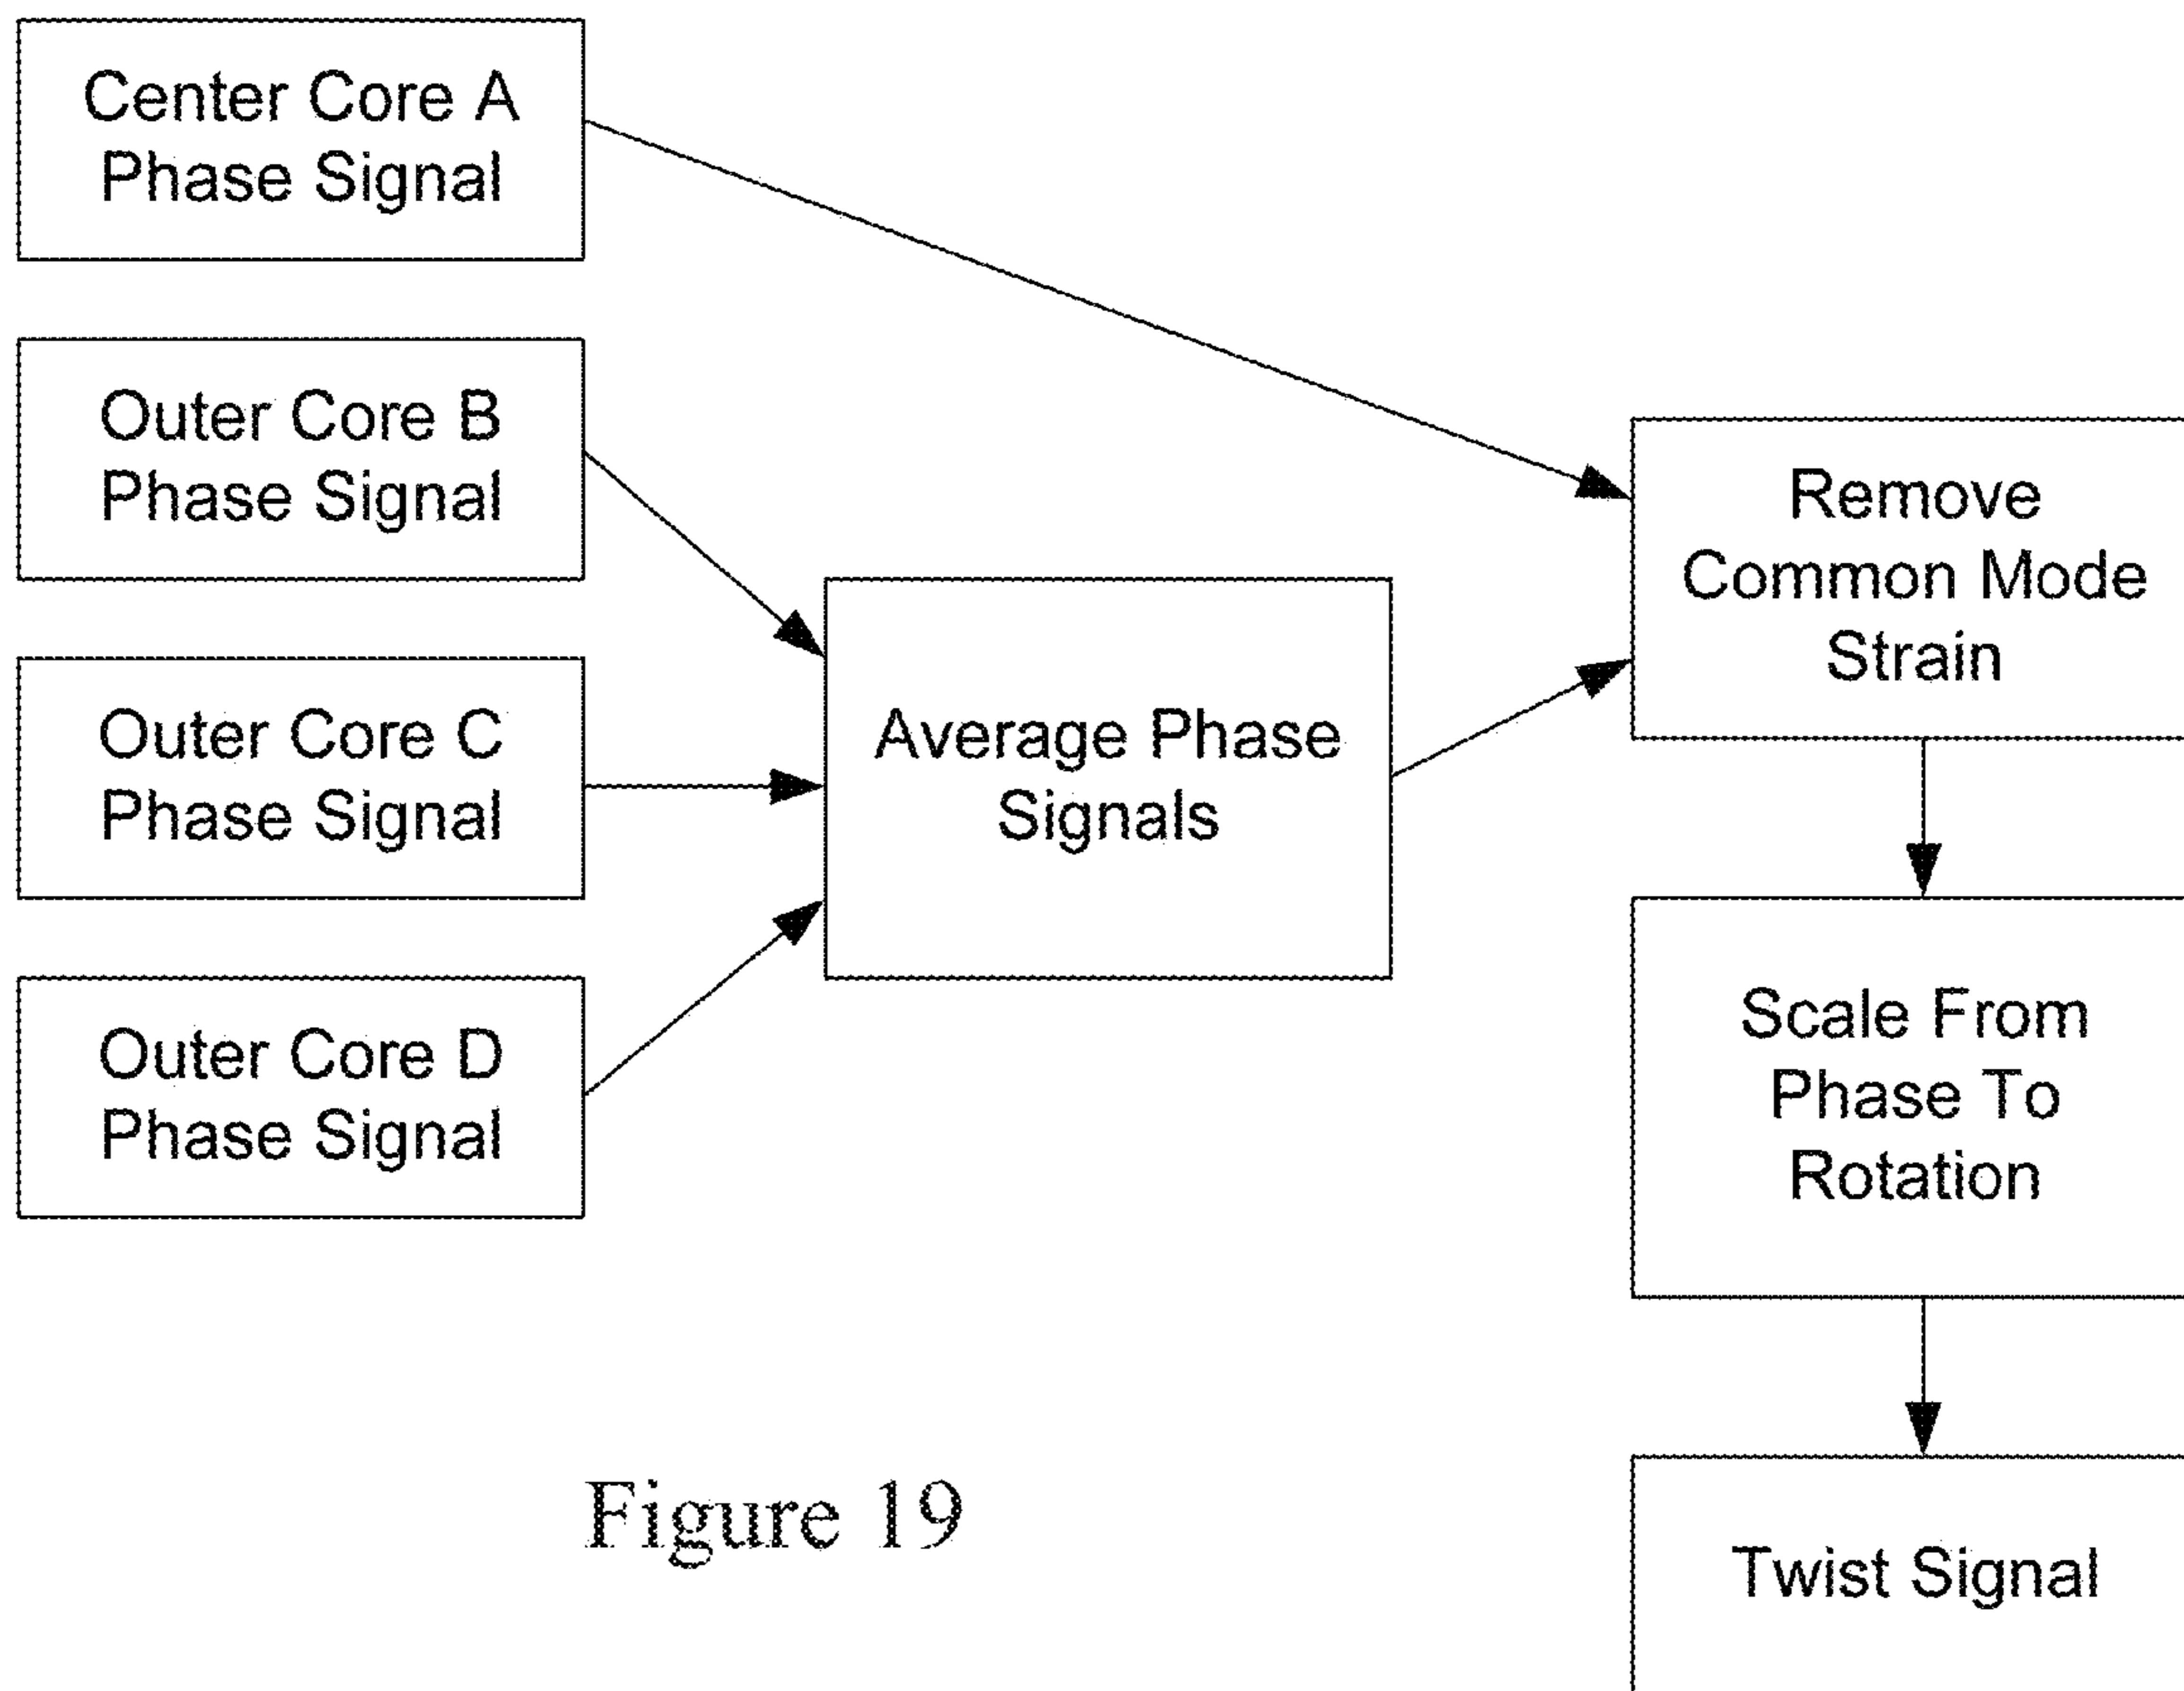 Center Core A
Phase Signal
Outer Core B
Phase Signal
Outer Core C
Phase Signal
Outer Core D
Phase Signal
Average Phase
Signals
Remove
Common Mode
Strain
Scale From
Phase To
Rotation
Twist Signal
Figure 19